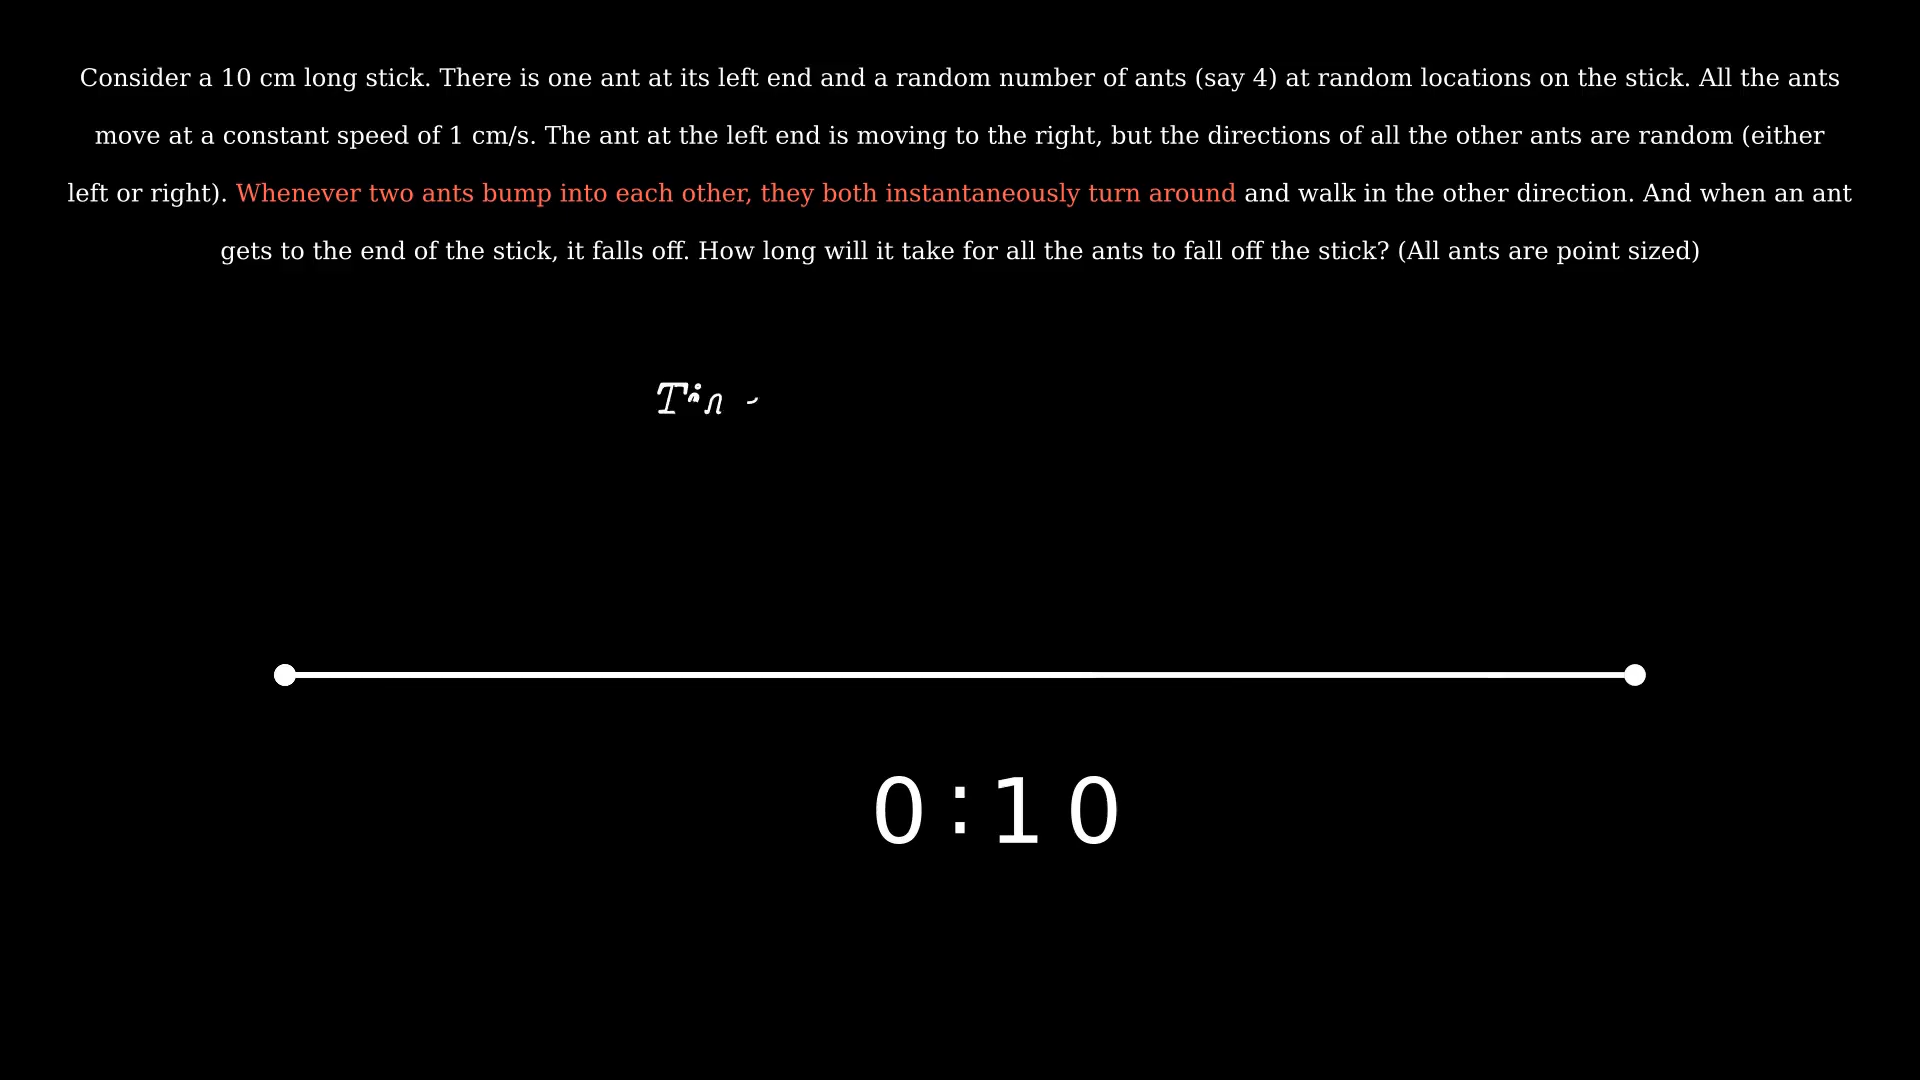 Consider a 10 cm long stick. There is one ant at its left end and a random number of ants (say 4) at random locations on the stick. All the ants
move at a constant speed of 1 cm/s. The ant at the left end is moving to the right, but the directions of all the other ants are random (either
left or right). Whenever two ants bump into each other, they both instantaneously turn around and walk in the other direction. And when an ant
gets to the end of the stick, it falls off. How long will it take for all the ants to fall off the stick? (All ants are point sized)
0:10